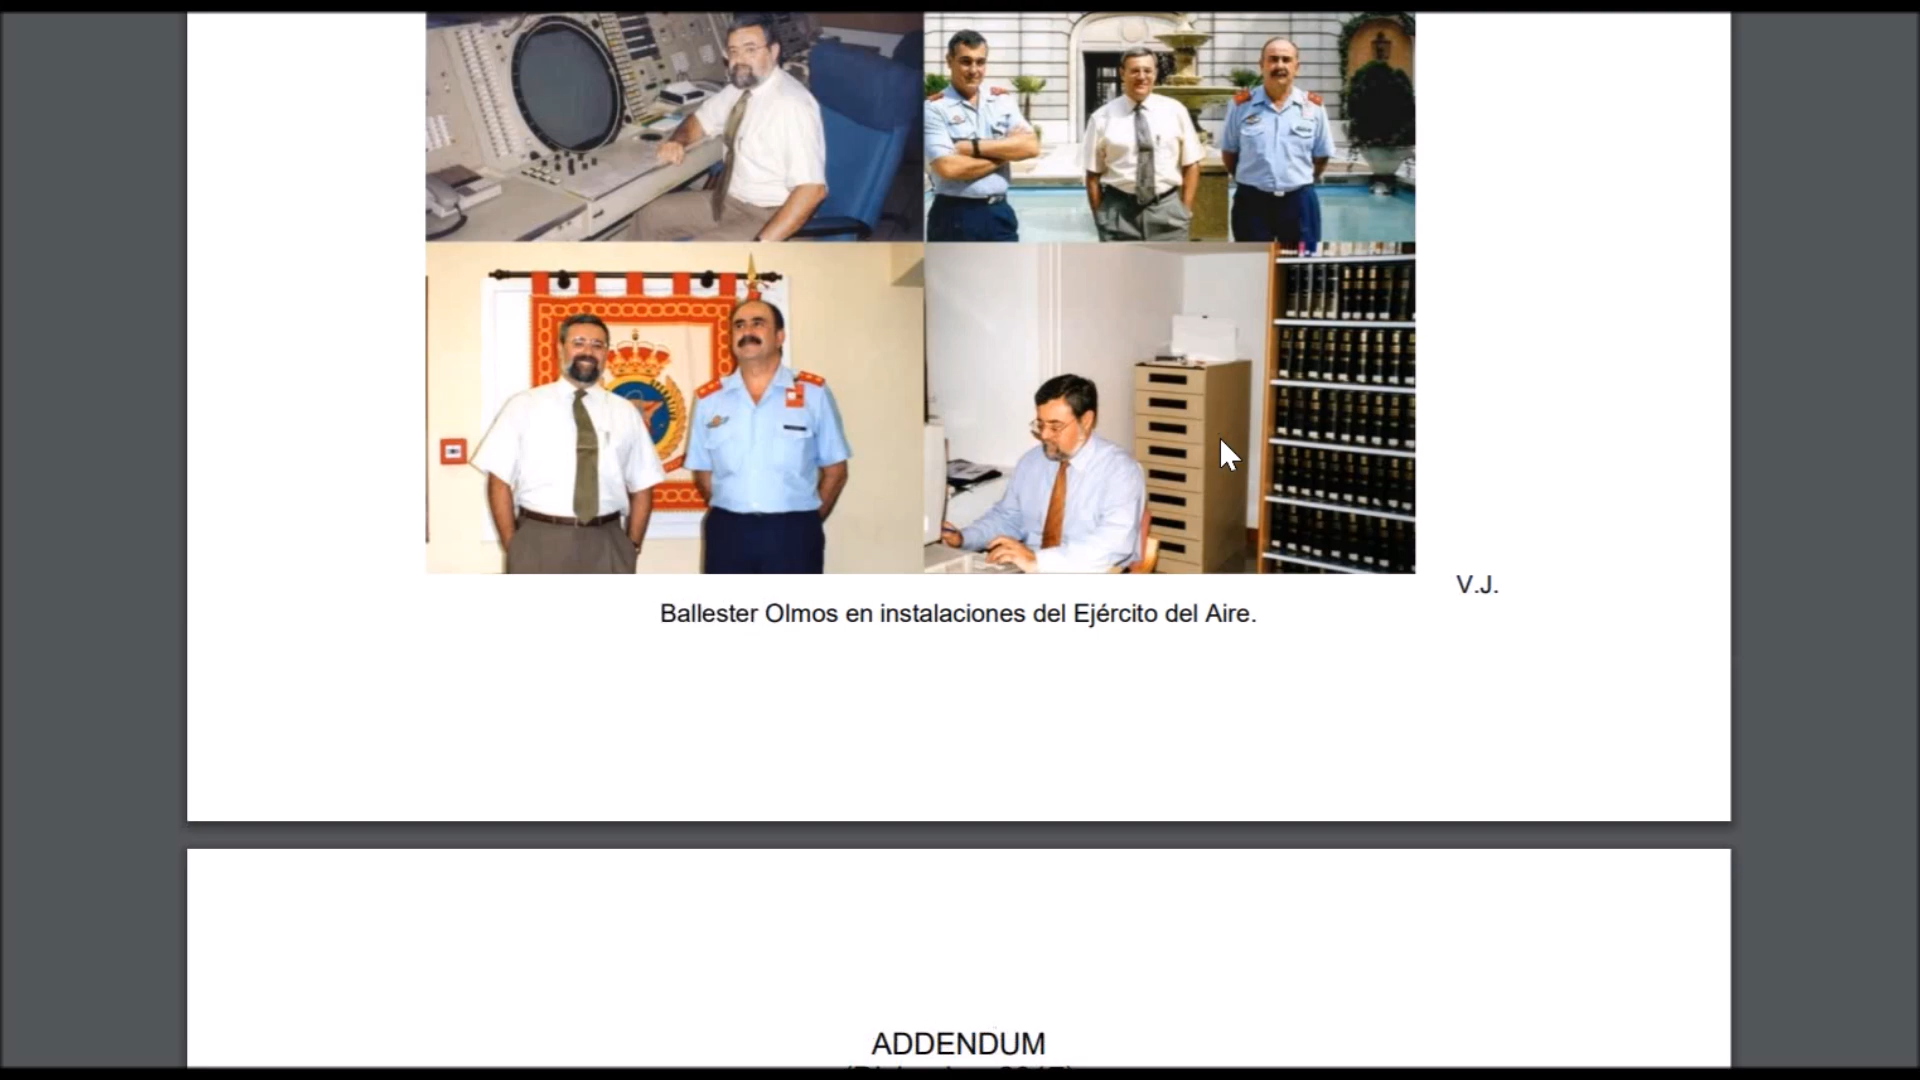 V.J.
Ballester Olmos en instalaciones del Ejército del Aire.
ADDENDUM